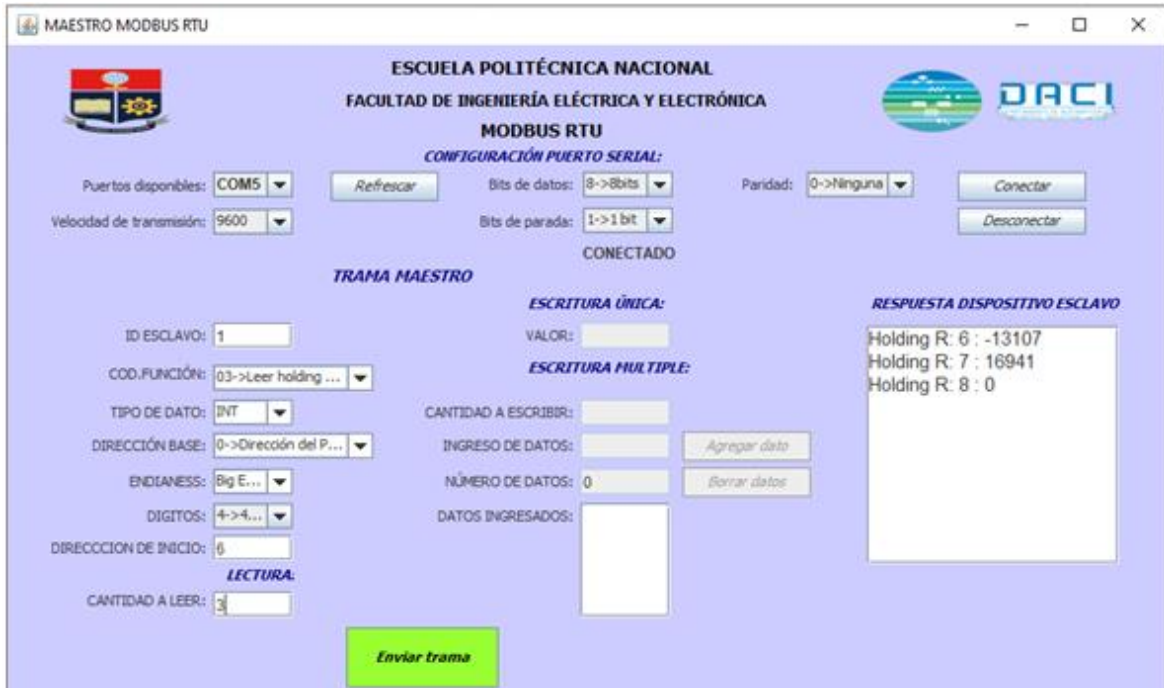 MAESTRO MODBUS RTU
ESCUELA POLITÉCNICA NACIONAL
FACULTAD DE INGENIERÍA ELÉCTRICA Y ELECTRÓNICA
DACI
MODBUS RTU
CONFIGURACIÓN PUERTO SERIAL:
Puertos disponibles: COM5 Refrescar Bits de datos: 8->8bits Paridad: 0->Ninguna Conectar
Velocidad de transmisión: 9600 Bits de parada: 1->1 bit Desconectar
CONECTADO
TRAMA MAESTRO
ESCRITURA ÚNICA: RESPUESTA DISPOSITIVO ESCLAVO
ID ESCLAVO: 1 VALOR: Holding R: 6 : -13107
Holding R: 7 : 16941
COD.FUNCIÓN: 03->Leer holding ... ESCRITURA MULTIPLE: Holding R: 8 : 0
TIPO DE DATO: INT CANTIDAD A ESCRIBIR:
DIRECCIÓN BASE: 0->Dirección del P... INGRESO DE DATOS: Agregar dato
ENDIANESS: Big E... NÚMERO DE DATOS: 0 Borrar datos
DIGITOS: 4->4... DATOS INGRESADOS:
DIRECCCION DE INICIO: 6
LECTURA:
CANTIDAD A LEER: 3
Enviar trama